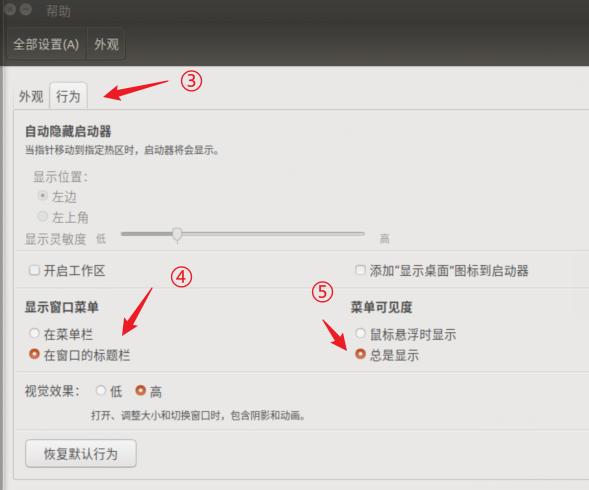 帮助
全部设置(A) 外观
③
外观 行为
自动隐藏启动器
当指针移动到指定热区时，启动器将会显示。
显示位置：
左边
左上角
显示灵敏度 低 高
开启工作区 添加“显示桌面”图标到启动器
④ ⑤
显示窗口菜单 菜单可见度
在菜单栏 鼠标悬浮时显示
在窗口的标题栏 总是显示
视觉效果： 低 高
打开、调整大小和切换窗口时，包含阴影和动画。
恢复默认行为